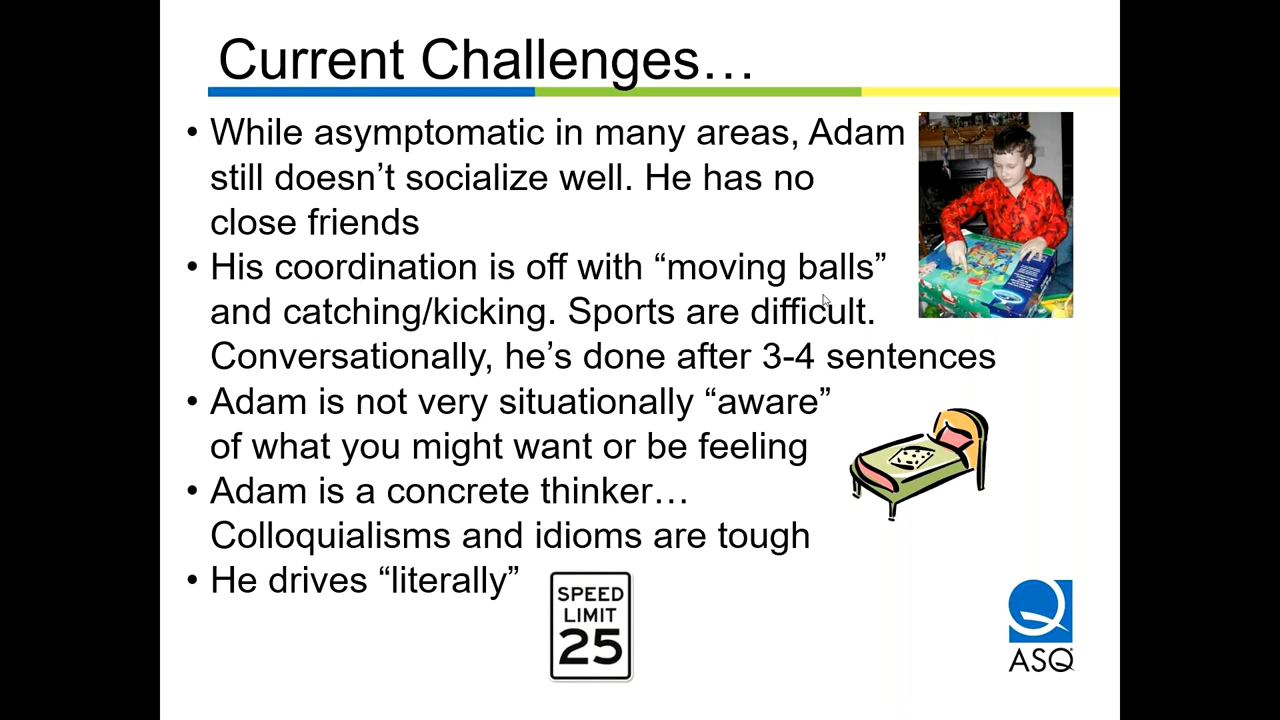 Current Challenges…
• While asymptomatic in many areas, Adam
still doesn’t socialize well. He has no
close friends
• His coordination is off with “moving balls”
and catching/kicking. Sports are difficult.
Conversationally, he’s done after 3-4 sentences
• Adam is not very situationally “aware”
of what you might want or be feeling
• Adam is a concrete thinker…
Colloquialisms and idioms are tough
• He drives “literally”
SPEED
LIMIT
25
ASQ